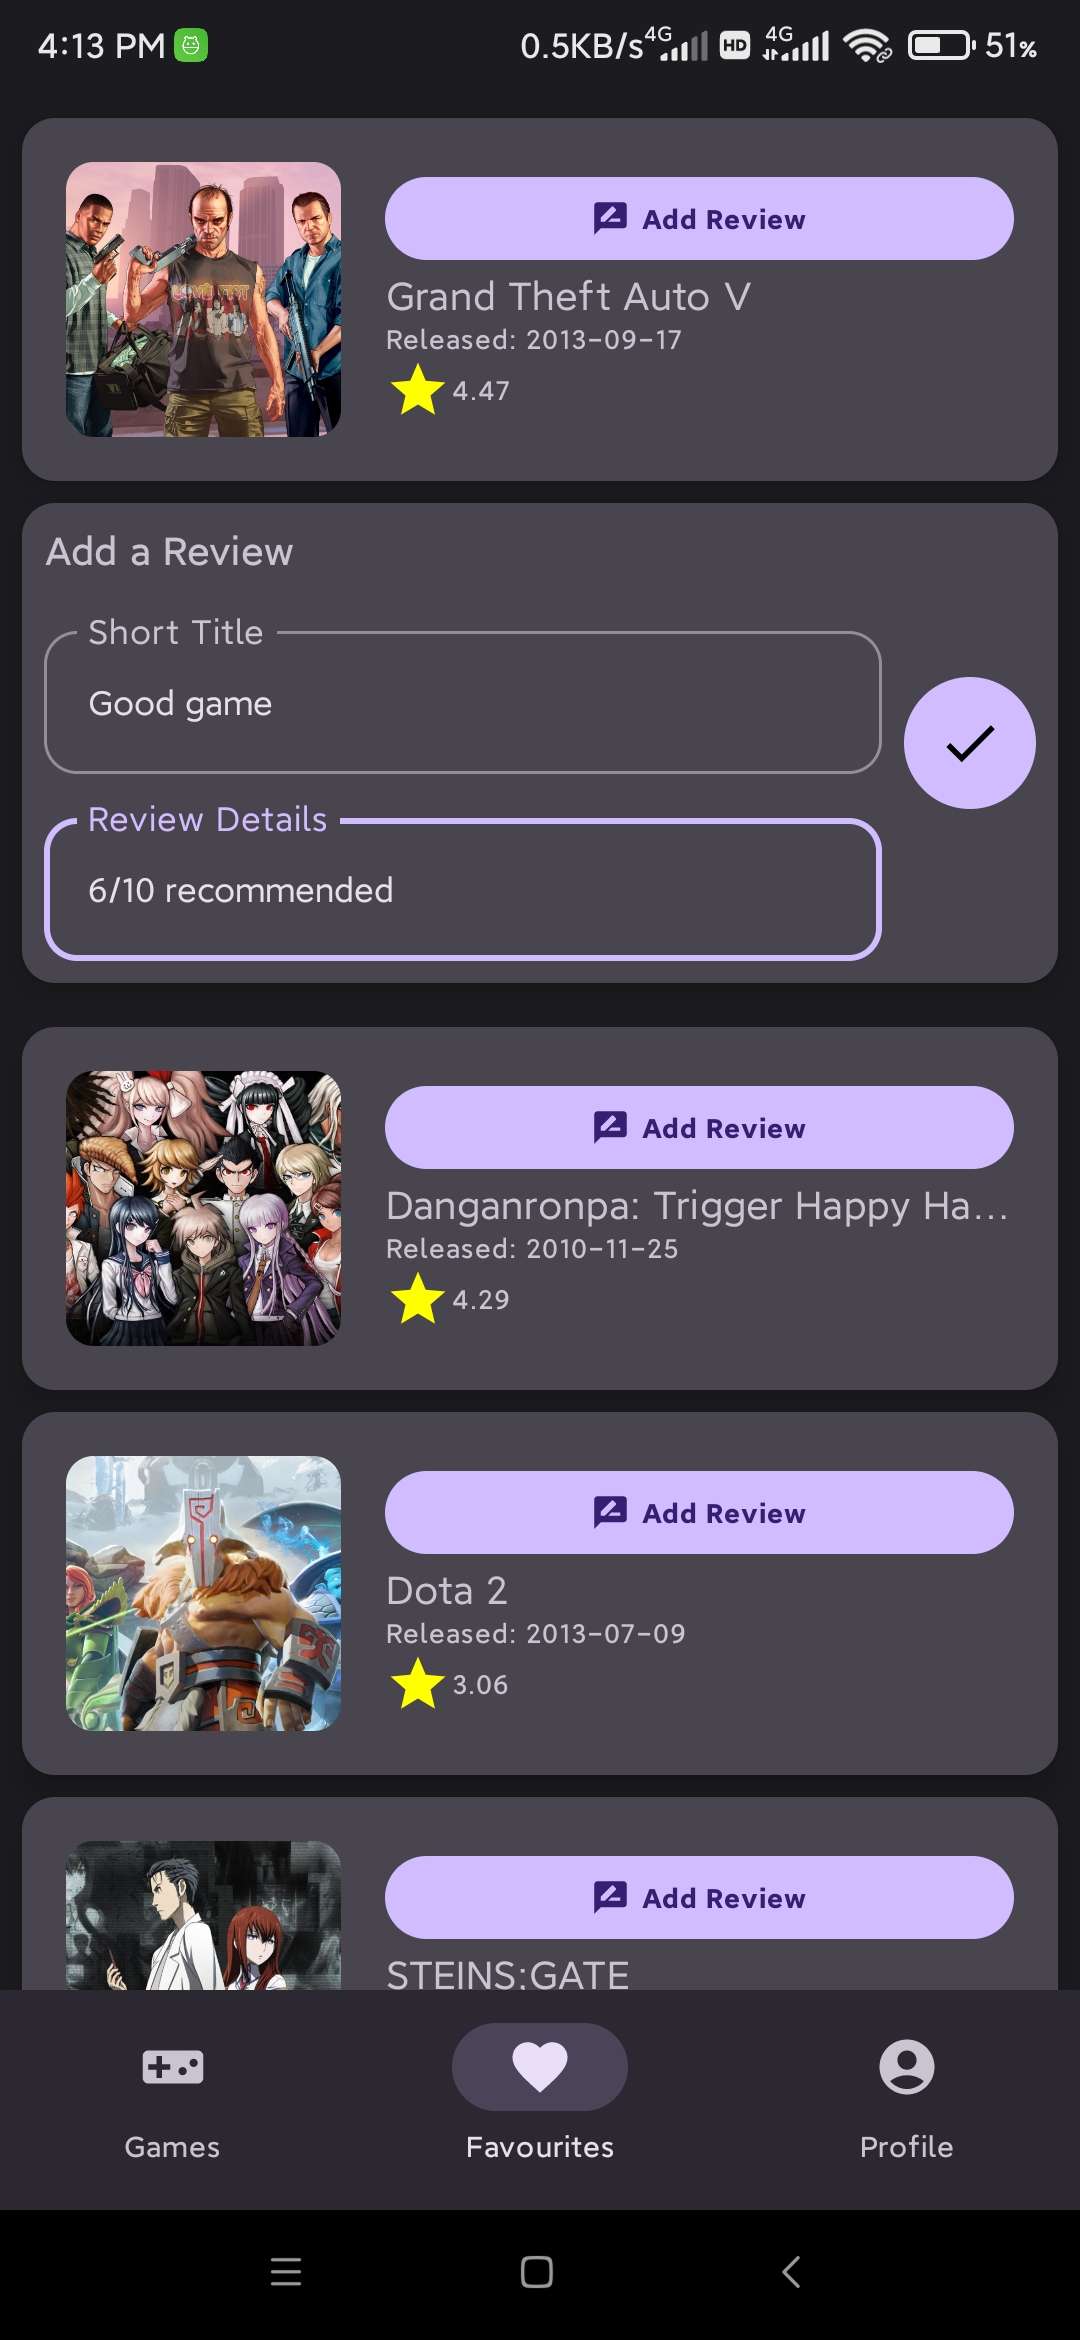 4:13 PM 0.5KB/s 4G HD 4G 51%
Add Review
Grand Theft Auto V
Released: 2013-09-17
4.47
Add a Review
Short Title
Good game
Review Details
6/10 recommended
Add Review
Danganronpa: Trigger Happy Ha...
Released: 2010-11-25
4.29
Add Review
Dota 2
Released: 2013-07-09
3.06
Add Review
STEINS;GATE
Games Favourites Profile